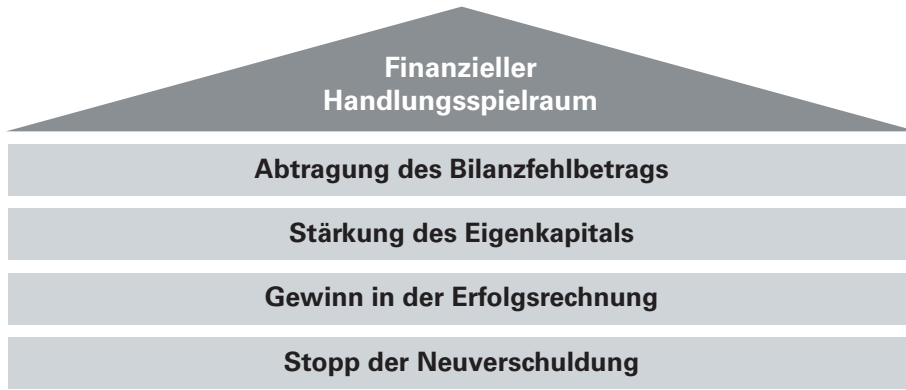 Finanzieller
Handlungsspielraum
Abtragung des Bilanzfehlbetrags
Stärkung des Eigenkapitals
Gewinn in der Erfolgsrechnung
Stopp der Neuverschuldung